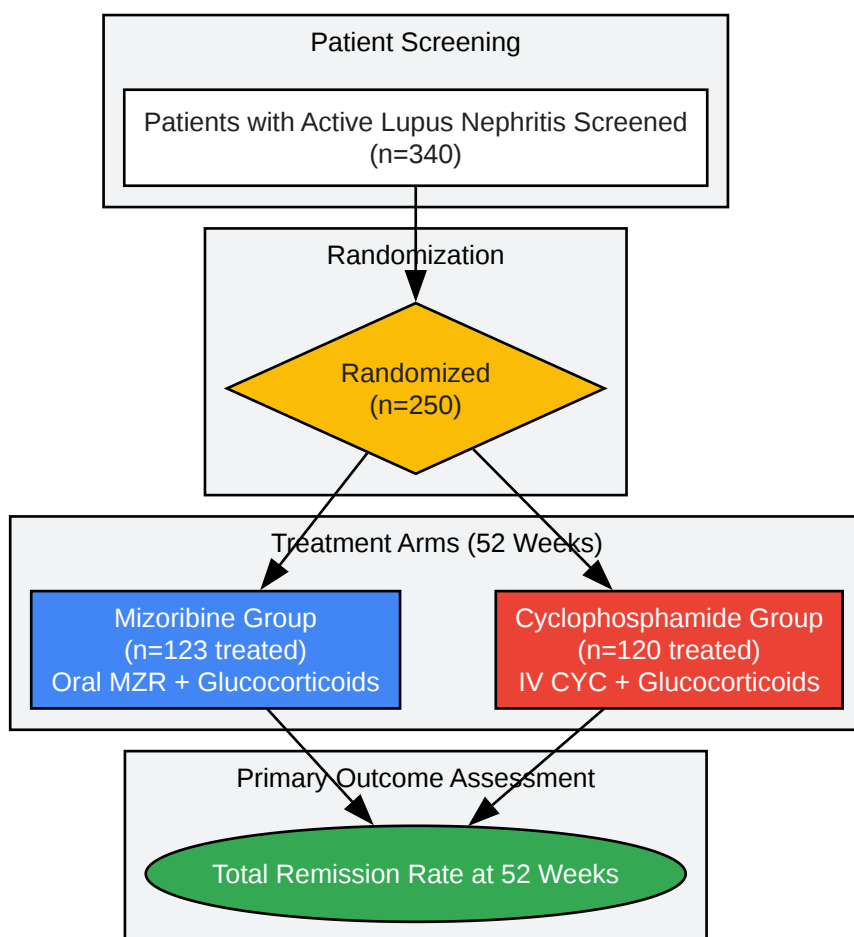 Patient Screening
Patients with Active Lupus Nephritis Screened
(n=340)
Randomization
Randomized
(n=250)
Treatment Arms (52 Weeks)
Mizoribine Group
(n=123 treated)
Oral MZR + Glucocorticoids
Cyclophosphamide Group
(n=120 treated)
IV CYC + Glucocorticoids
Primary Outcome Assessment
Total Remission Rate at 52 Weeks